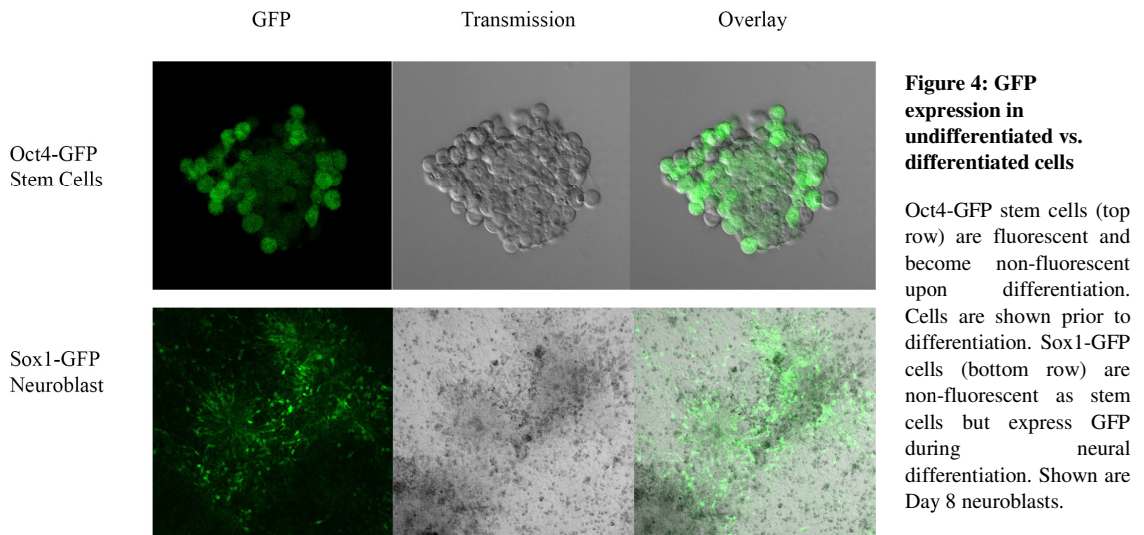 GFP
Transmission
Overlay
Oct4-GFP
Stem Cells
Sox1-GFP
Neuroblast
Figure 4: GFP
expression in
undifferentiated vs.
differentiated cells
Oct4-GFP stem cells (top
row) are fluorescent and
become non-fluorescent
upon differentiation.
Cells are shown prior to
differentiation. Sox1-GFP
cells (bottom row) are
non-fluorescent as stem
cells but express GFP
during neural
differentiation. Shown are
Day 8 neuroblasts.